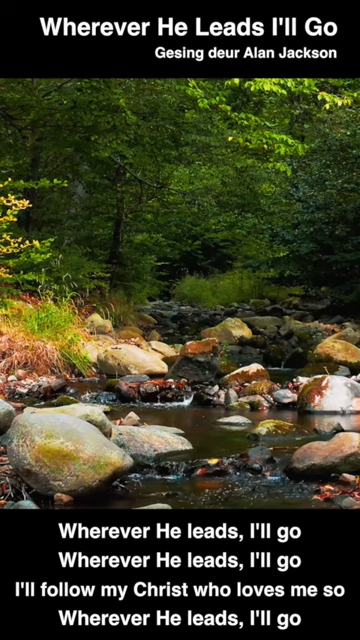 Wherever He Leads I'll Go
Gesing deur Alan Jackson
Wherever He leads, I'll go
Wherever He leads, I'll go
I'll follow my Christ who loves me so
Wherever He leads, I'll go